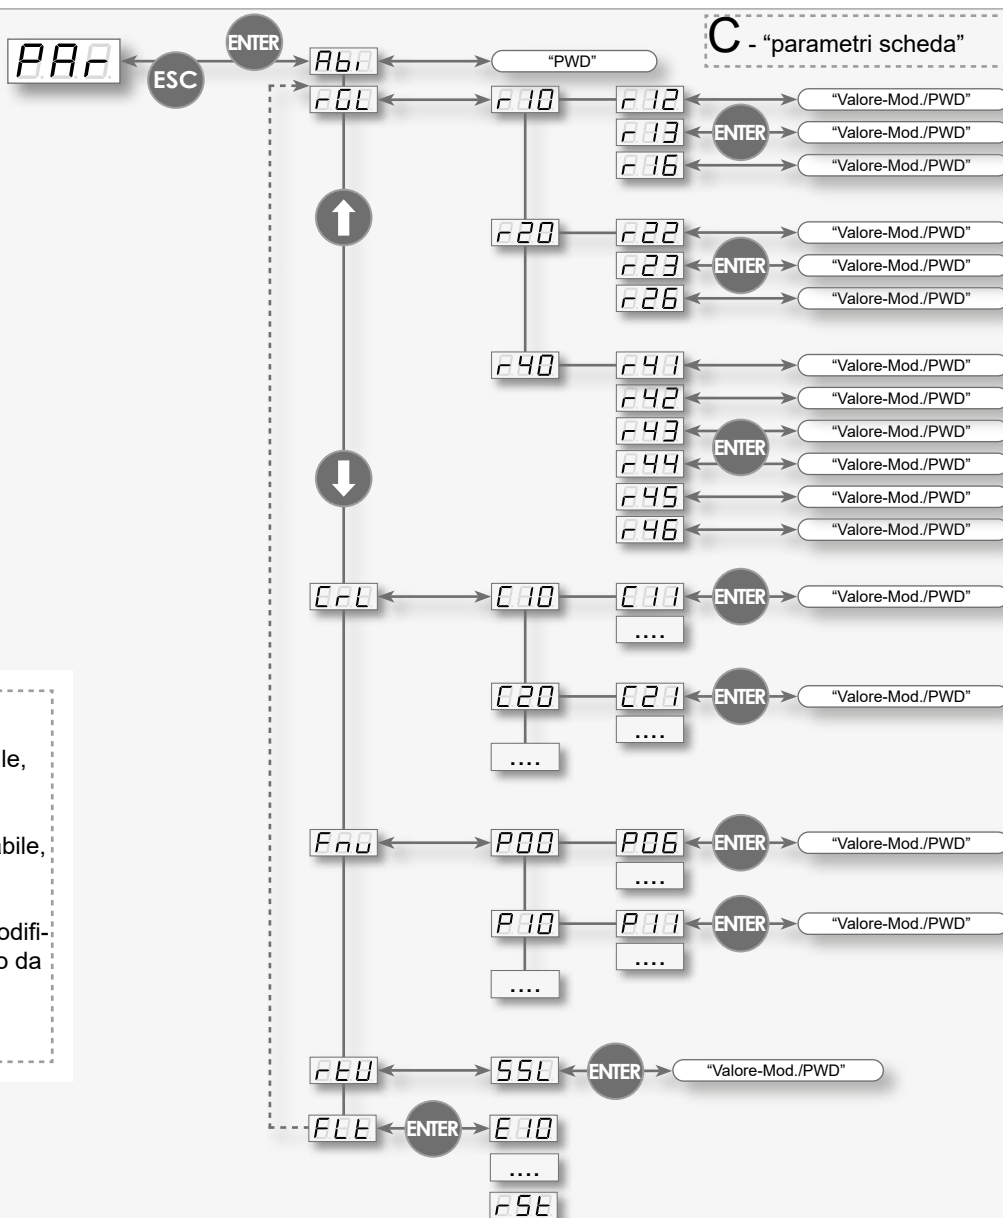 C - "parametri scheda"
PAr
ESC
ENTER
Abi
"PWD"
rGL
r10
r12
"Valore-Mod./PWD"
r13
ENTER
"Valore-Mod./PWD"
r16
"Valore-Mod./PWD"
r20
r22
"Valore-Mod./PWD"
r23
ENTER
"Valore-Mod./PWD"
r26
"Valore-Mod./PWD"
r40
r41
"Valore-Mod./PWD"
r42
"Valore-Mod./PWD"
r43
"Valore-Mod./PWD"
ENTER
r44
"Valore-Mod./PWD"
r45
"Valore-Mod./PWD"
r46
"Valore-Mod./PWD"
CrL
C10
C11
ENTER
"Valore-Mod./PWD"
....
C20
C21
ENTER
"Valore-Mod./PWD"
....
....
le,
bile,
odifi-
o da
Fnu
P00
P06
ENTER
"Valore-Mod./PWD"
....
P10
P11
ENTER
"Valore-Mod./PWD"
....
....
rtU
SSL
ENTER
"Valore-Mod./PWD"
FLt
ENTER
E10
....
rSt